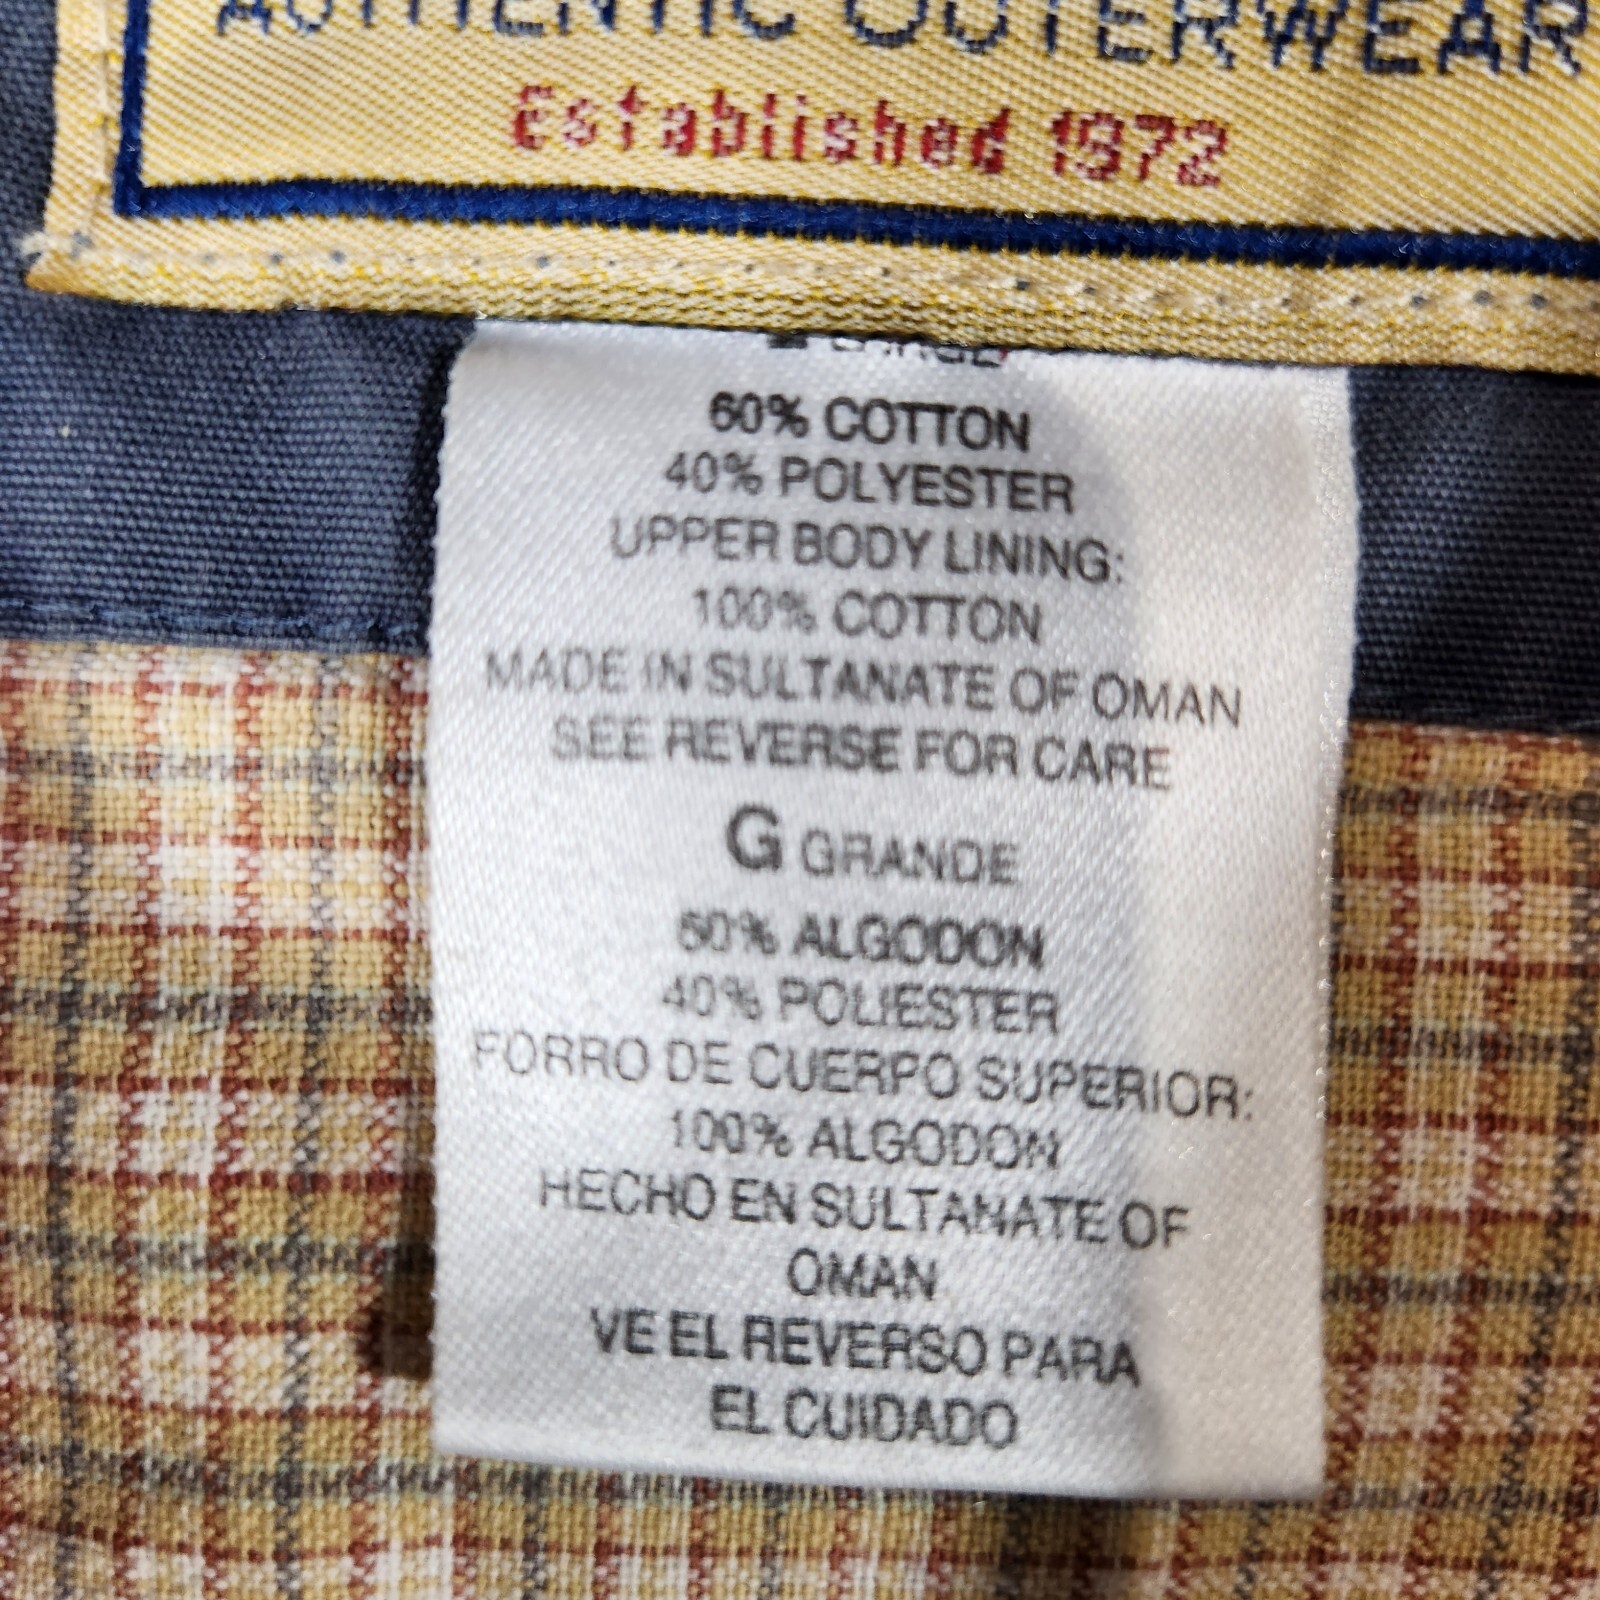 AUTHENTIC OUTERWEAR
Established 1972
LARGE
60% COTTON
40% POLYESTER
UPPER BODY LINING:
100% COTTON
MADE IN SULTANATE OF OMAN
SEE REVERSE FOR CARE
G GRANDE
60% ALGODON
40% POLIESTER
FORRO DE CUERPO SUPERIOR:
100% ALGODON
HECHO EN SULTANATE OF
OMAN
VE EL REVERSO PARA
EL CUIDADO